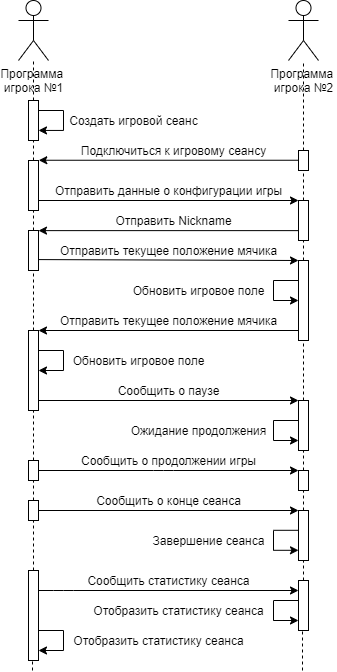 Программа
игрока №1
Программа
игрока №2
Создать игровой сеанс
Подключиться к игровому сеансу
Отправить данные о конфигурации игры
Отправить Nickname
Отправить текущее положение мячика
Обновить игровое поле
Отправить текущее положение мячика
Обновить игровое поле
Сообщить о паузе
Ожидание продолжения
Сообщить о продолжении игры
Сообщить о конце сеанса
Завершение сеанса
Сообщить статистику сеанса
Отобразить статистику сеанса
Отобразить статистику сеанса